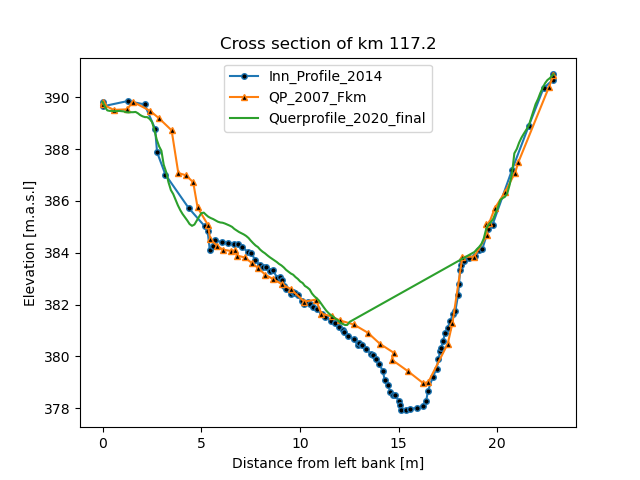 Cross section of km 117.2
Inn_Profile_2014
QP_2007_Fkm
Querprofile_2020_final
Elevation [m.a.s.l]
390
388
386
384
382
380
378
0 5 10 15 20
Distance from left bank [m]